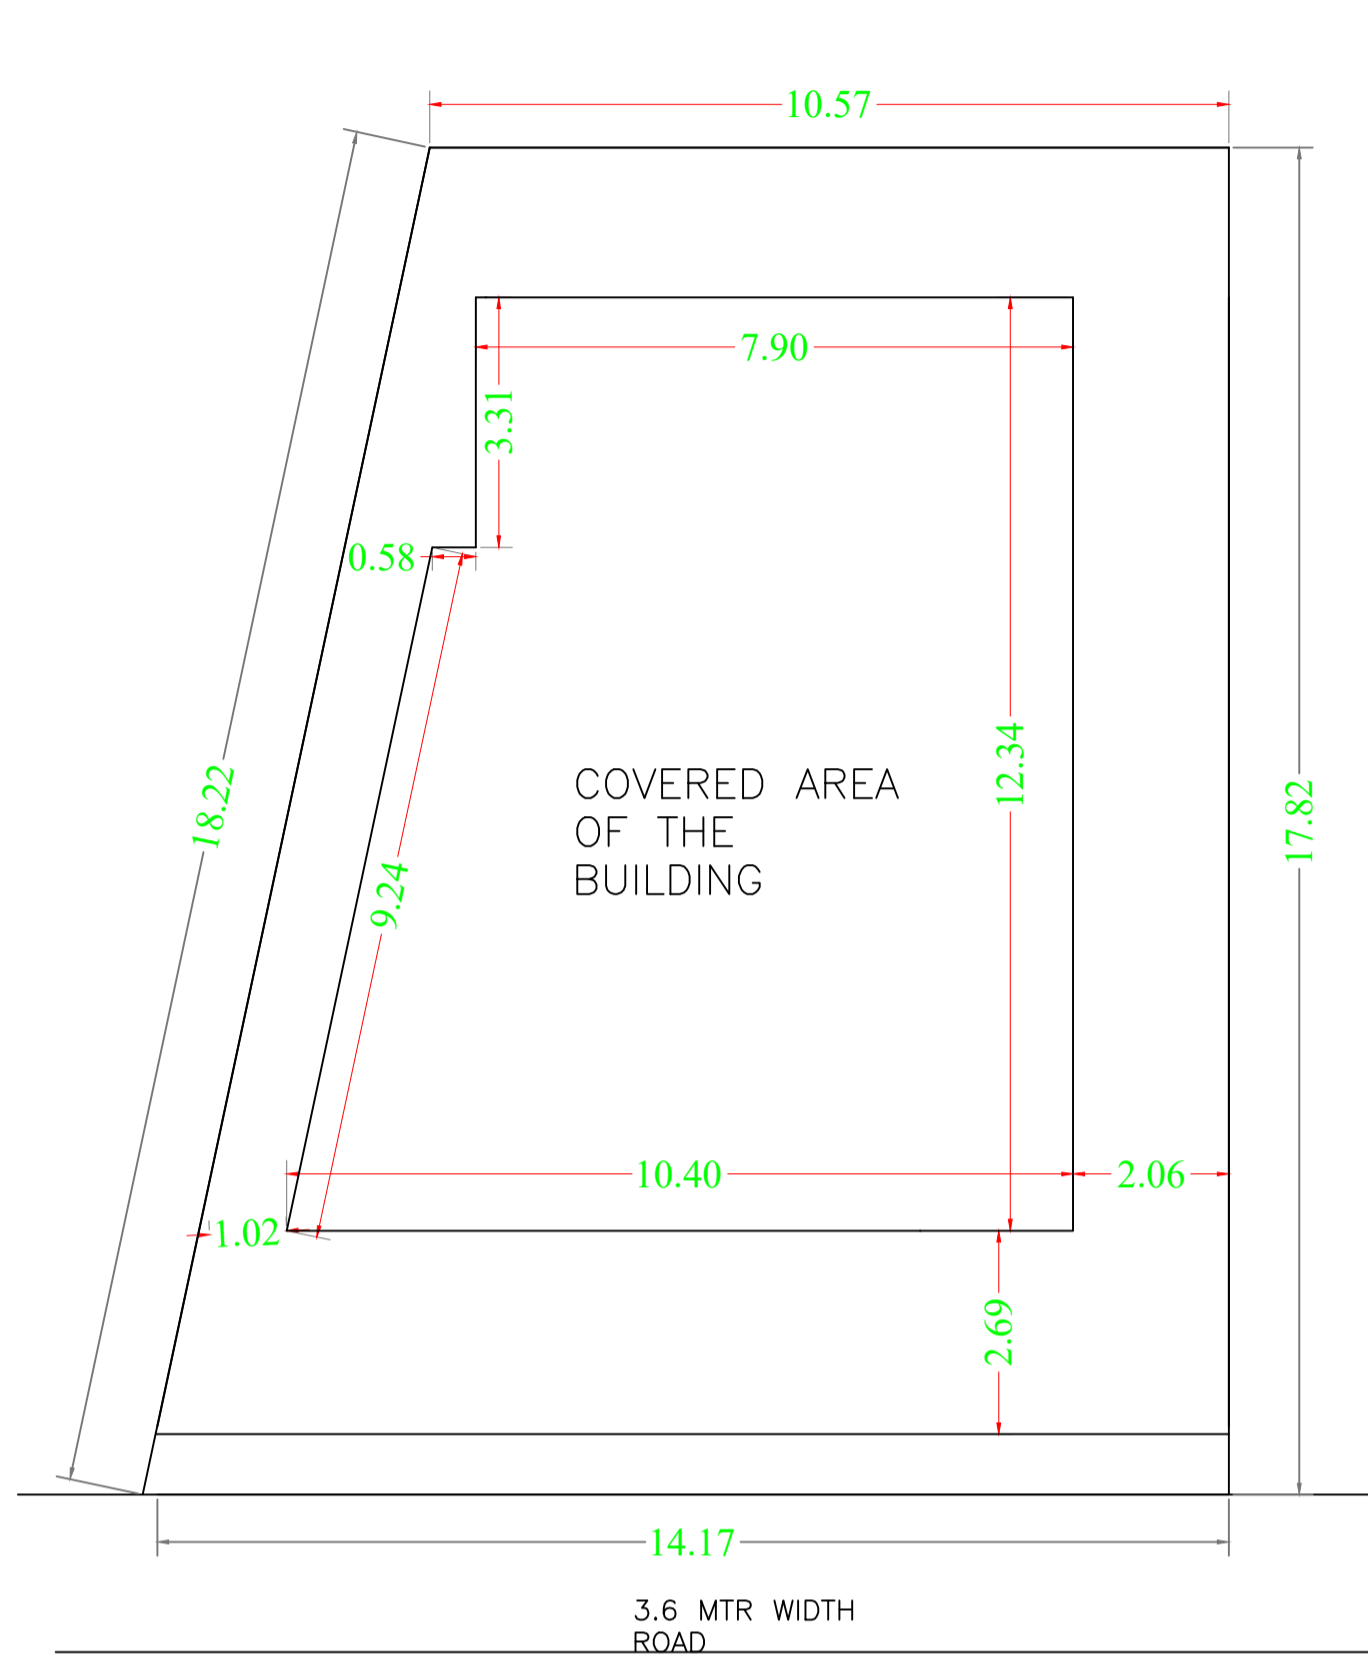 10.57
7.90
3.31
0.58
12.34
COVERED AREA
OF THE
BUILDING
18.22
17.82
9.24
10.40
2.06
1.02
2.69
14.17
3.6 MTR WIDTH
ROAD